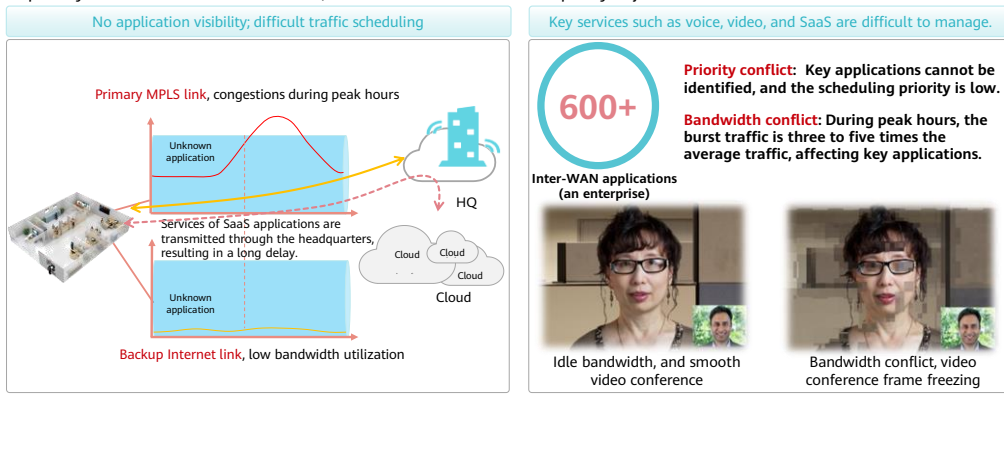 No application visibility; difficult traffic scheduling
Primary MPLS link, congestions during peak hours
Unknown
application
HQ
Services of SaaS applications are
transmitted through the headquarters,
resulting in a long delay.
Cloud
Cloud
Cloud
. .
Cloud
Unknown
application
Backup Internet link, low bandwidth utilization
Key services such as voice, video, and SaaS are difficult to manage.
600+
Inter-WAN applications
(an enterprise)
Priority conflict: Key applications cannot be
identified, and the scheduling priority is low.
Bandwidth conflict: During peak hours, the
burst traffic is three to five times the
average traffic, affecting key applications.
Idle bandwidth, and smooth
video conference
Bandwidth conflict, video
conference frame freezing